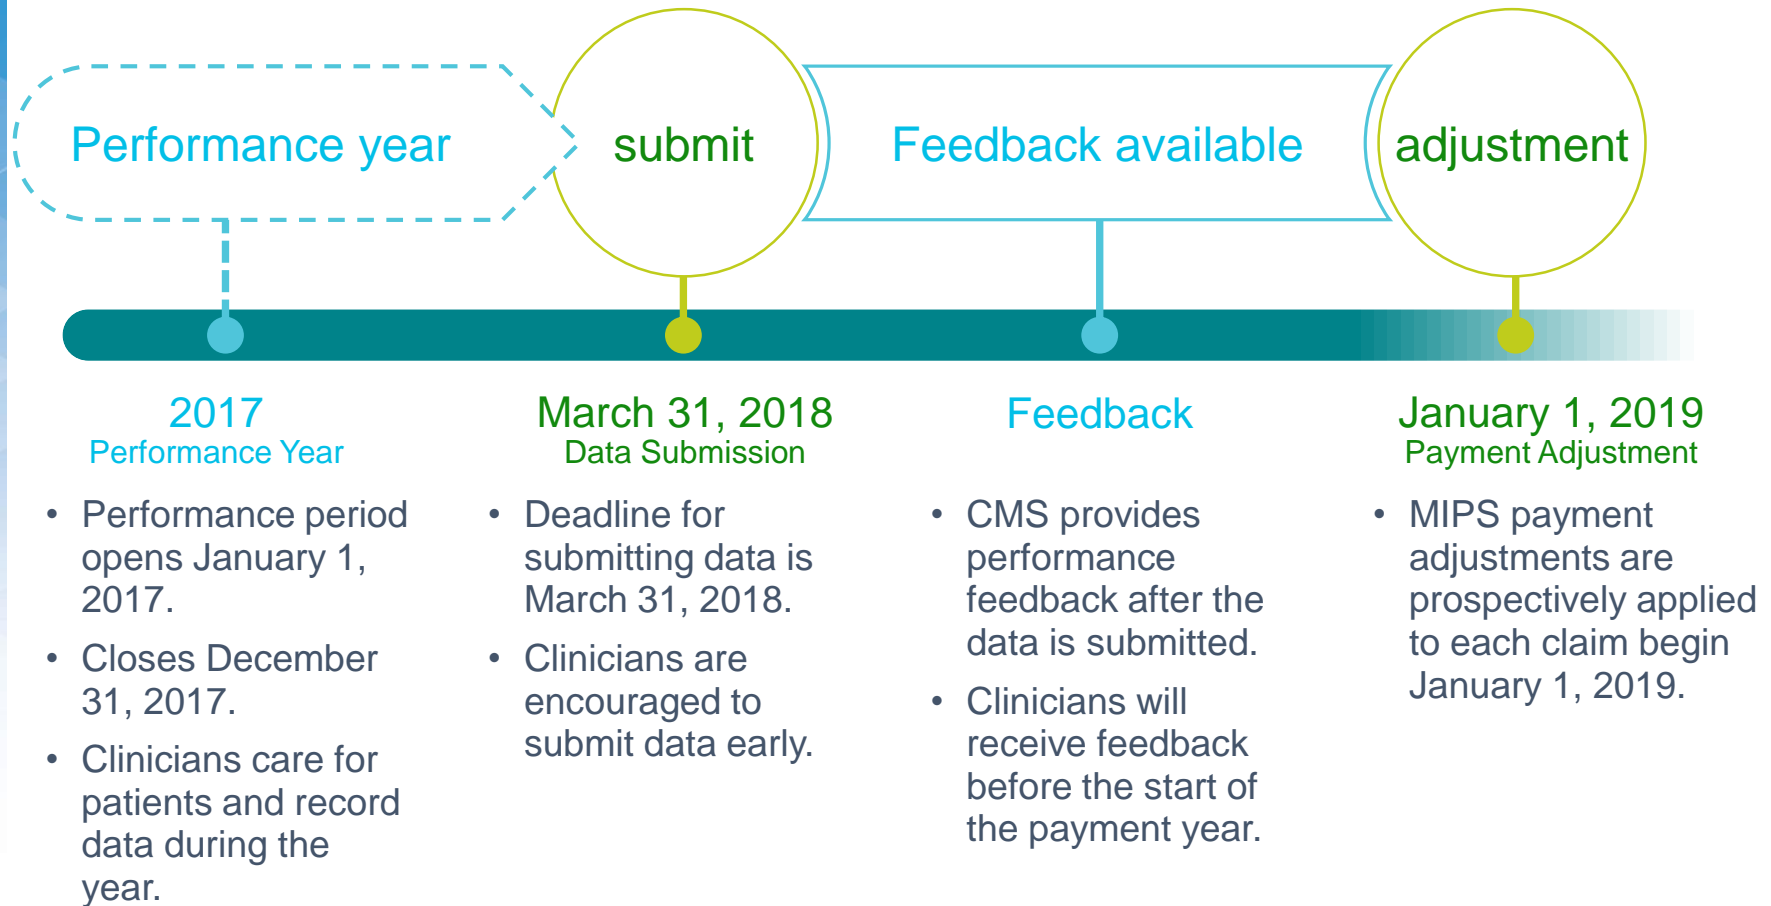 Performance year
submit
Feedback available
adjustment
2017
Performance Year
• Performance period
opens January 1,
2017.
• Closes December
31, 2017.
• Clinicians care for
patients and record
data during the
year.
March 31, 2018
Data Submission
• Deadline for
submitting data is
March 31, 2018.
• Clinicians are
encouraged to
submit data early.
Feedback
• CMS provides
performance
feedback after the
data is submitted.
• Clinicians will
receive feedback
before the start of
the payment year.
January 1, 2019
Payment Adjustment
• MIPS payment
adjustments are
prospectively applied
to each claim begin
January 1, 2019.